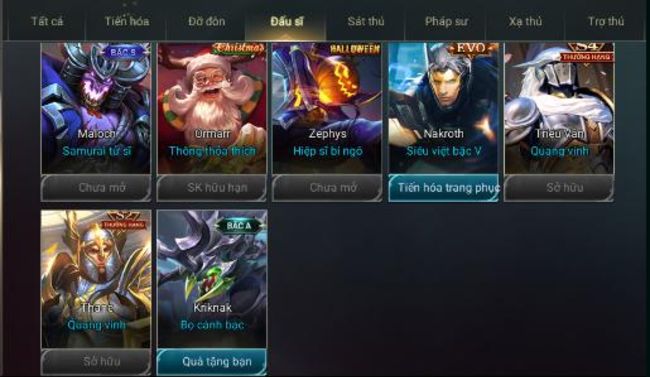 Tất cả
Tiến hóa
Đỡ đòn
Đấu sĩ
Sát thủ
Pháp sư
Xạ thủ
Trợ thủ
BẬC S
Maloch
Samurai tử sĩ
Chưa mở
Christmas
Ormarr
Thông thỏa thích
SK hữu hạn
HALLOWEEN
Zephys
Hiệp sĩ bí ngô
Chưa mở
EVO
Nakroth
Siêu việt bậc V
Tiến hóa trang phục
S4
THƯỞNG HẠNG
Triệu Vân
Quang vinh
Sở hữu
S2
THƯỞNG HẠNG
Thane
Quang vinh
Sở hữu
BẬC A
Kriknak
Bọ cánh bạc
Quà tặng bạn